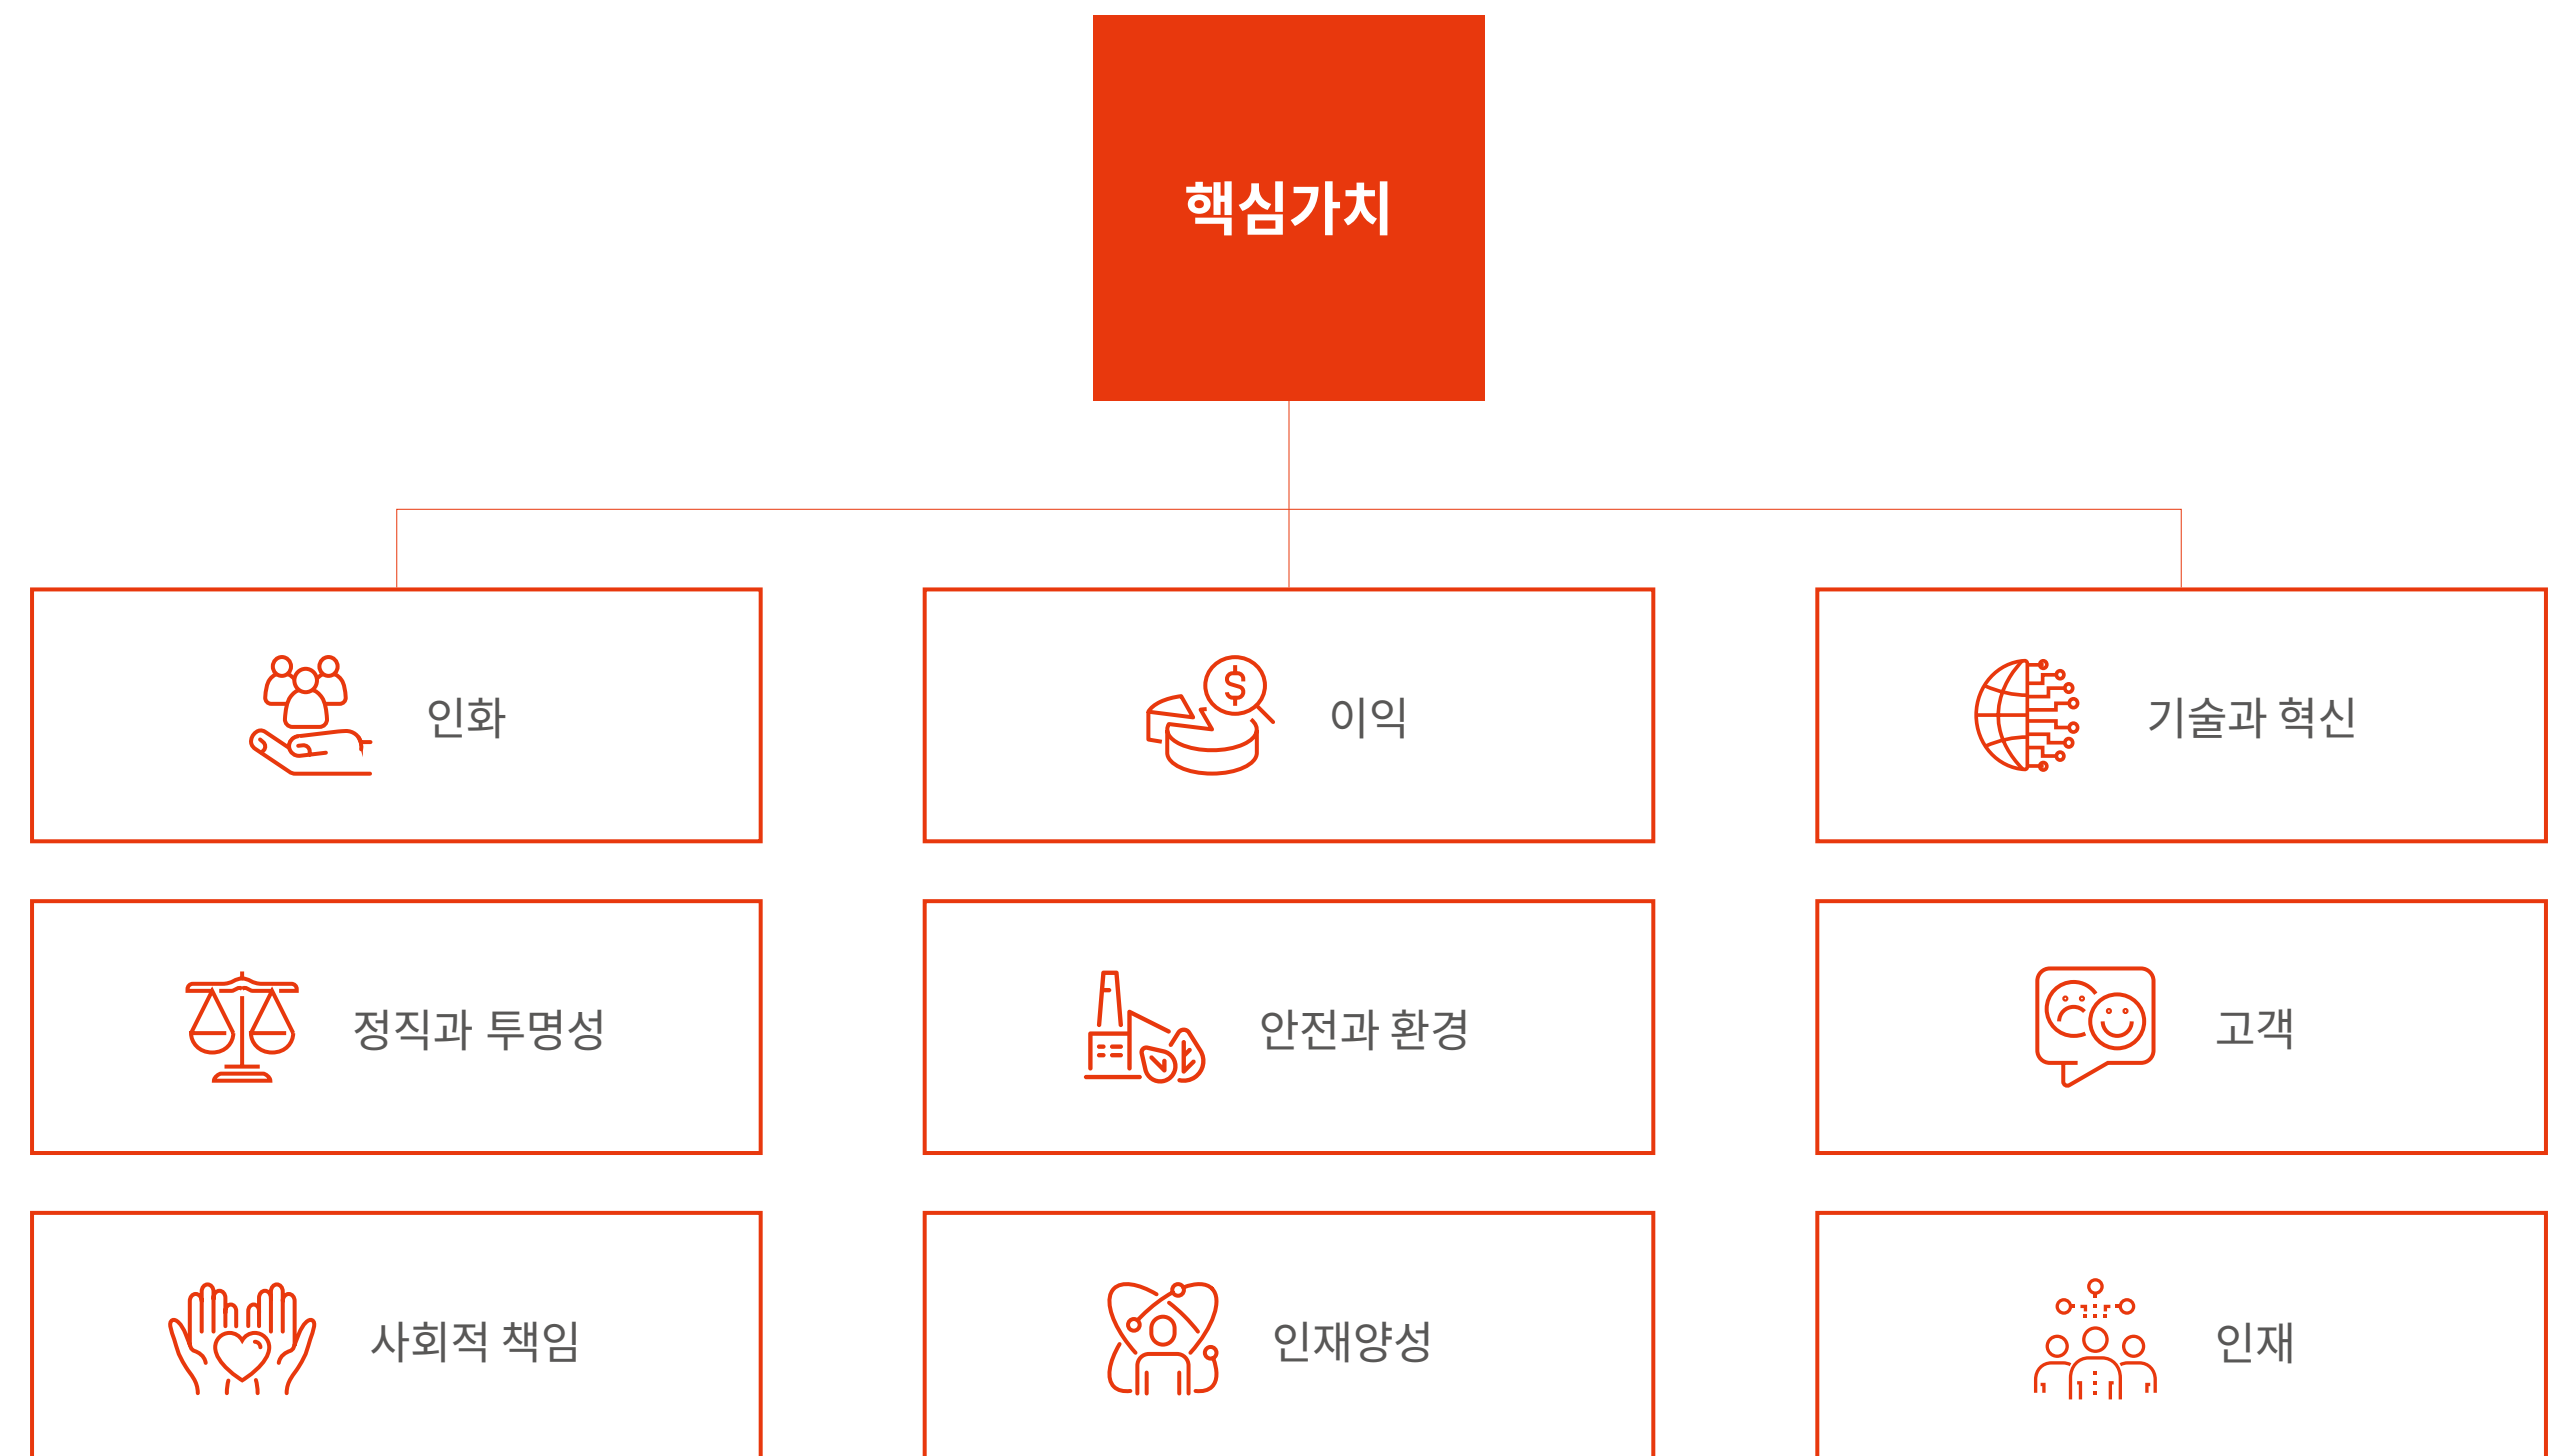 핵심가치
인화
이익
기술과 혁신
정직과 투명성
안전과 환경
고객
사회적 책임
인재양성
인재